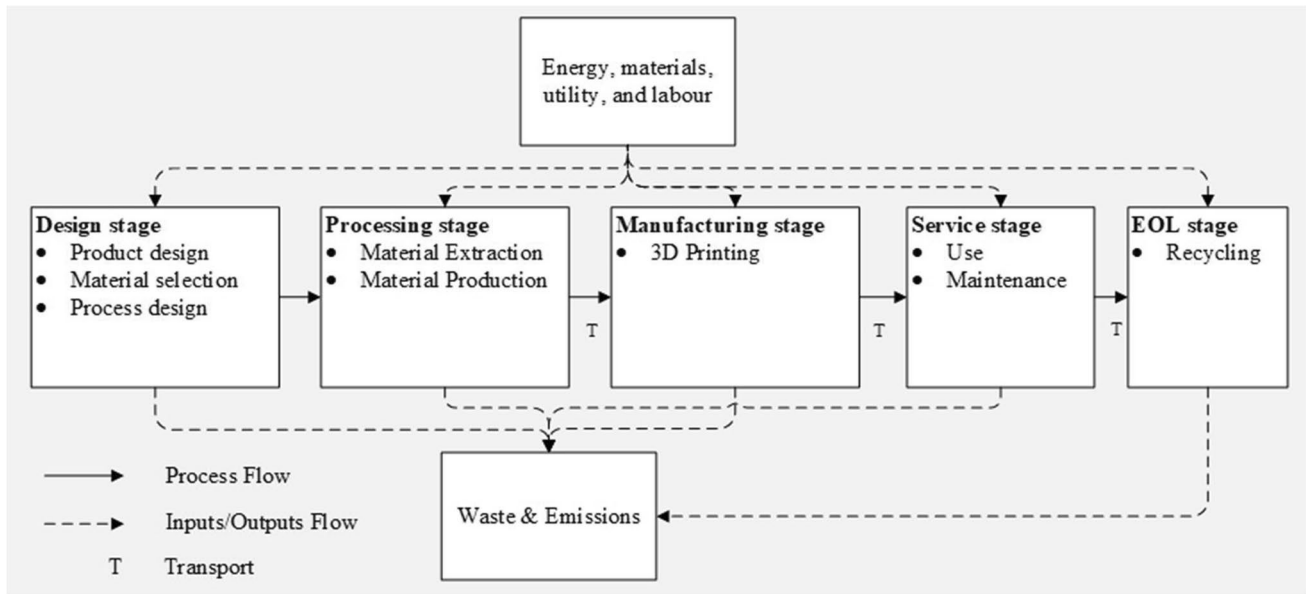 Energy, materials,
utility, and labour
Design stage
• Product design
• Material selection
• Process design
Processing stage
• Material Extraction
• Material Production
T
Manufacturing stage
• 3D Printing
T
Service stage
• Use
• Maintenance
T
EOL stage
• Recycling
Waste & Emissions
Process Flow
Inputs/Outputs Flow
T Transport